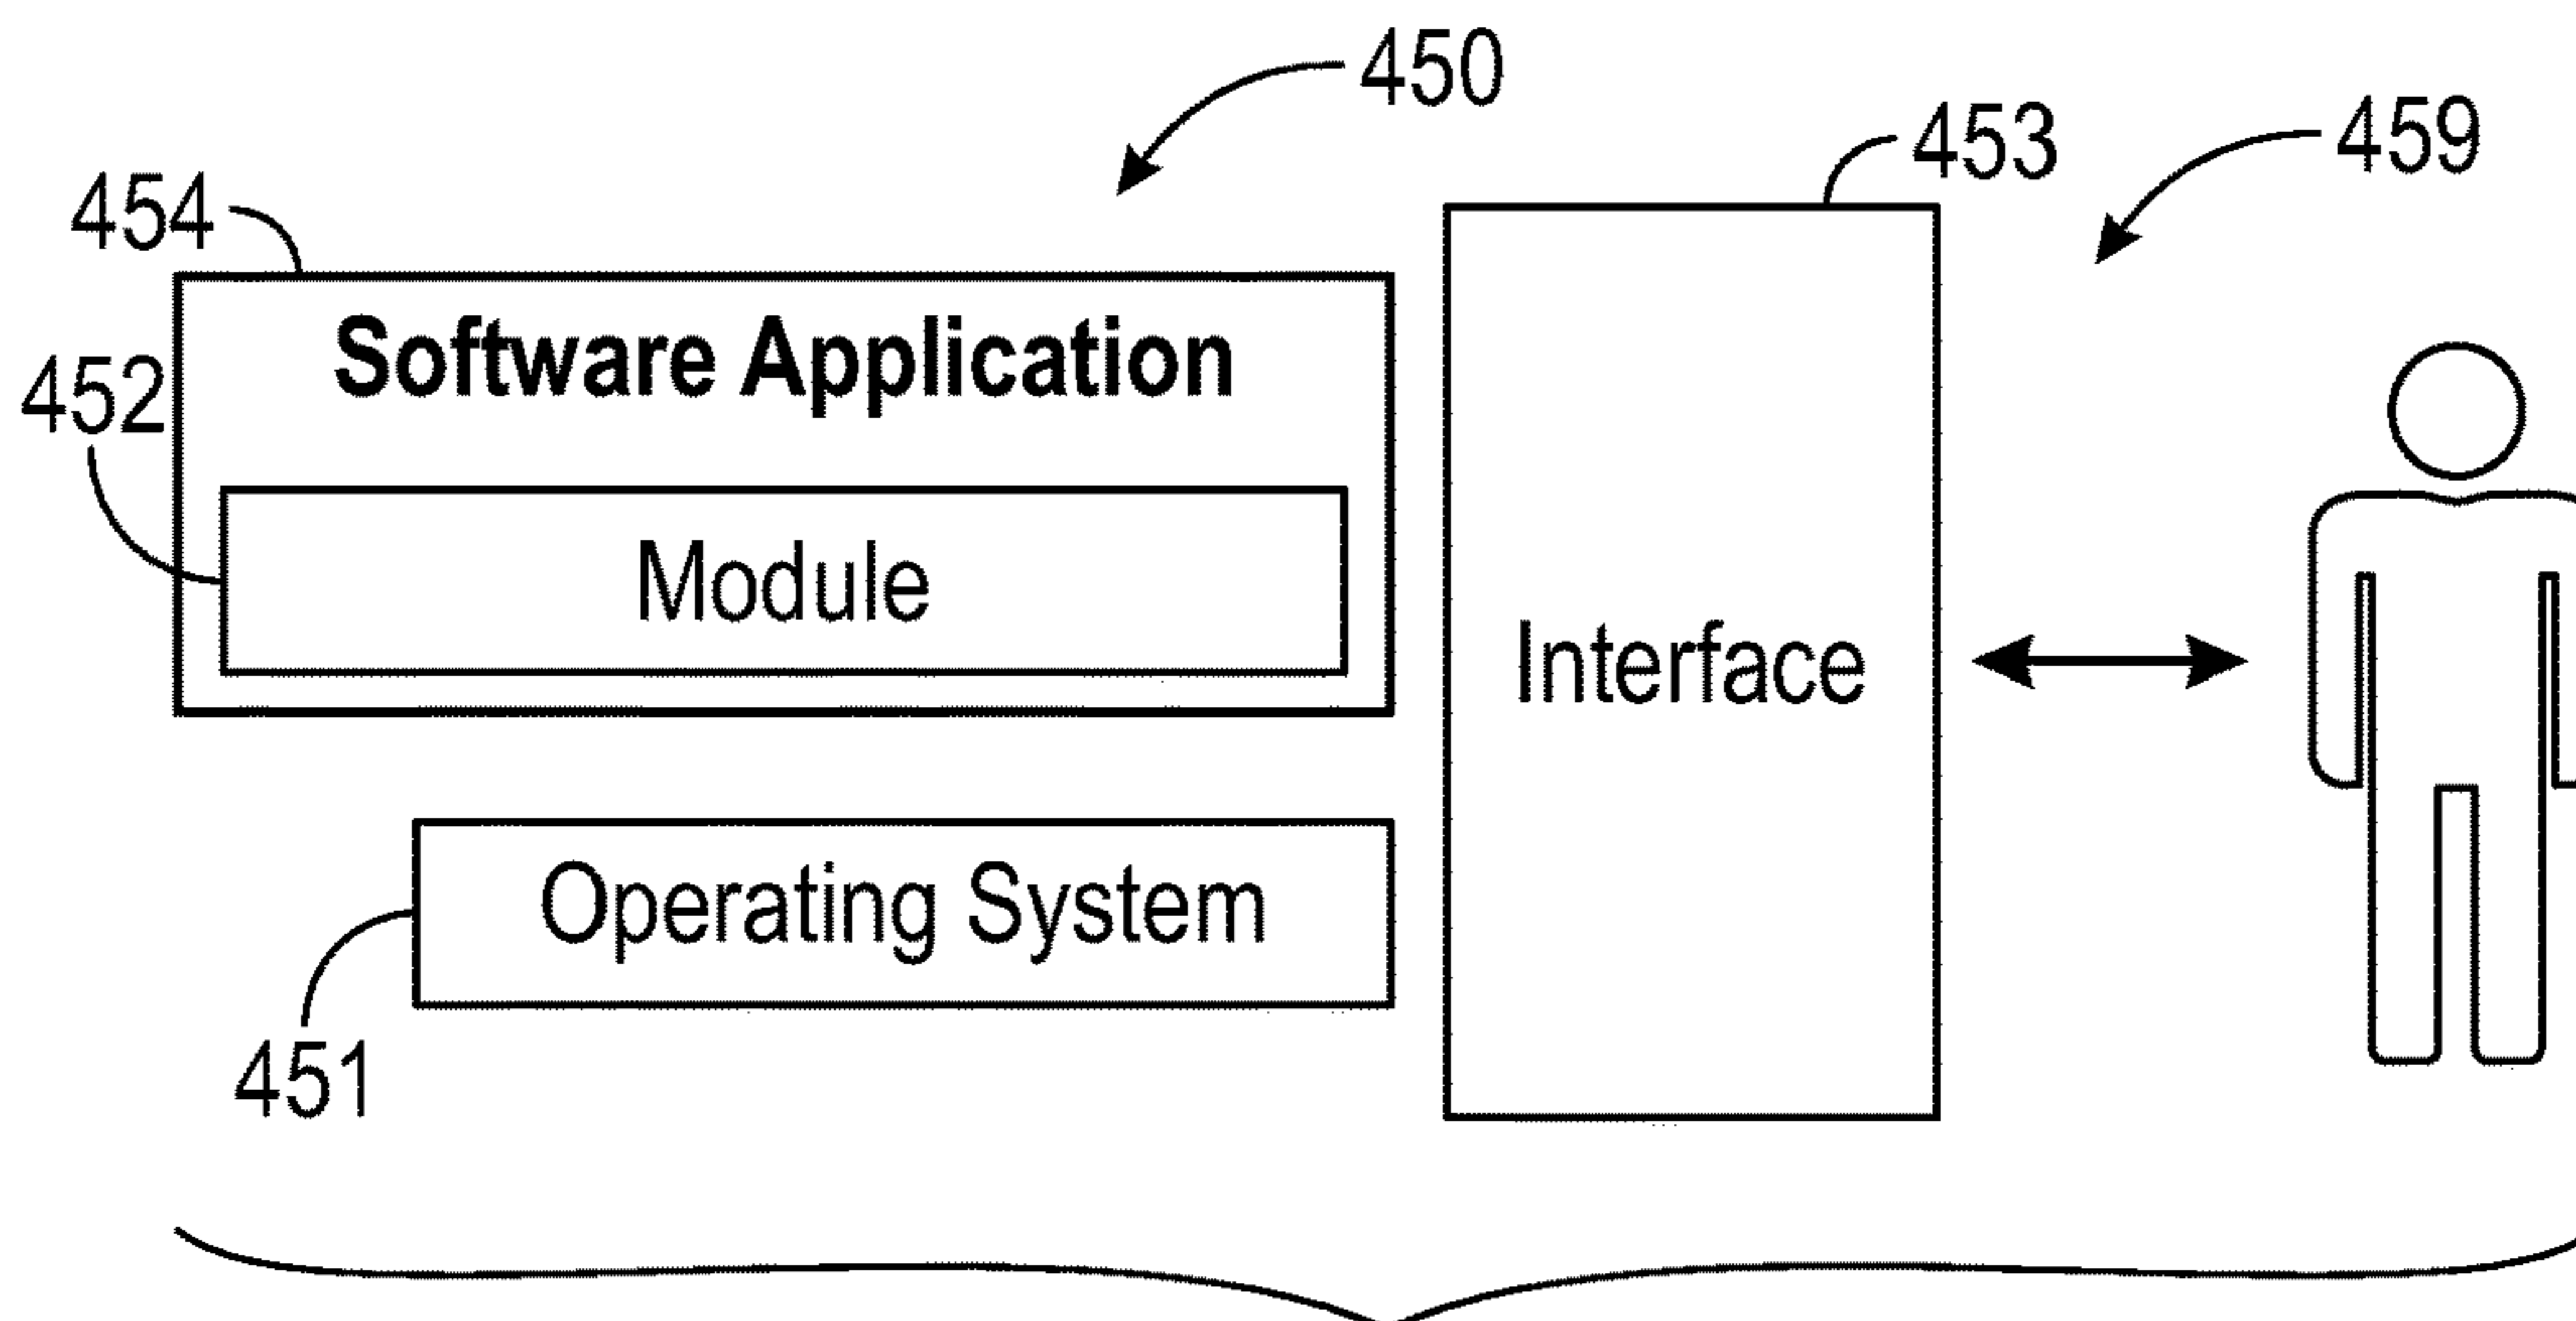 450
453
459
454
Software Application
452
Module
Interface
Operating System
451